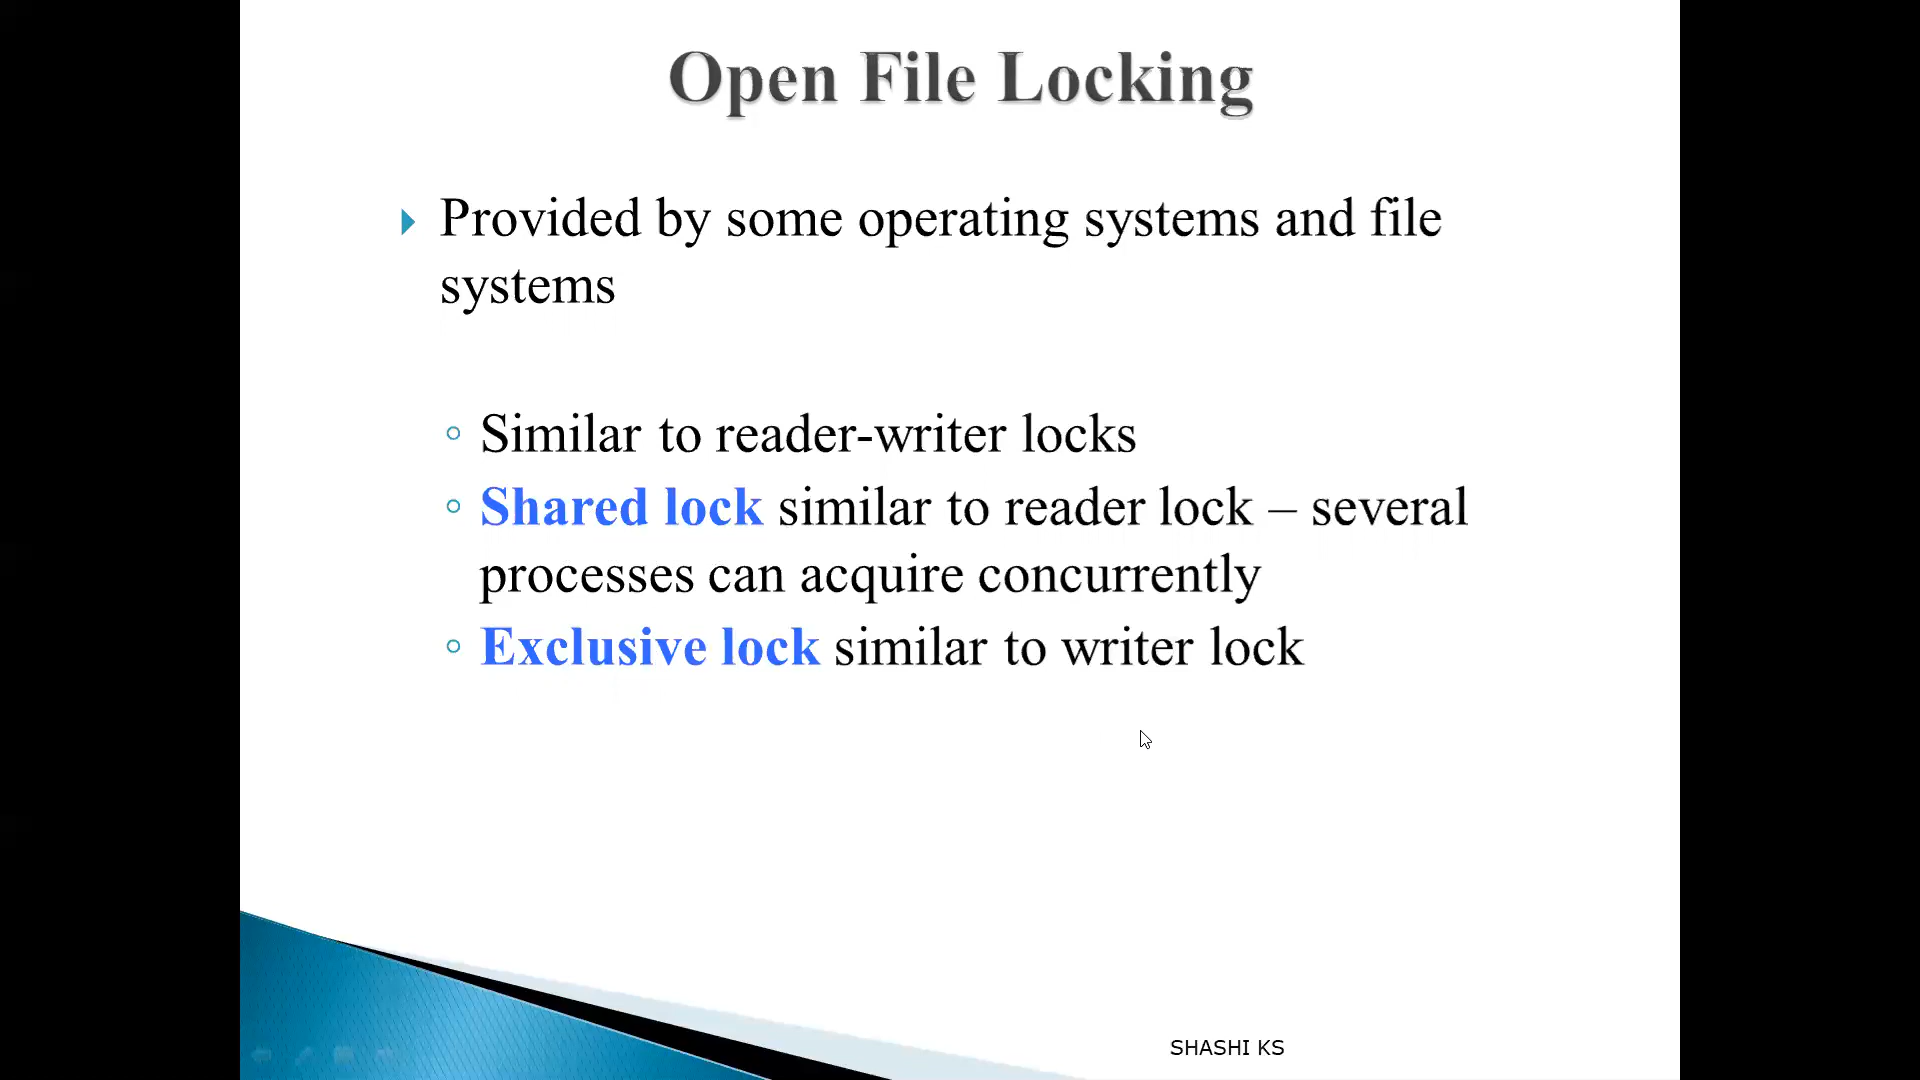 Open File Locking
Provided by some operating systems and file
systems
Similar to reader-writer locks
Shared lock similar to reader lock – several
processes can acquire concurrently
Exclusive lock similar to writer lock
SHASHI KS